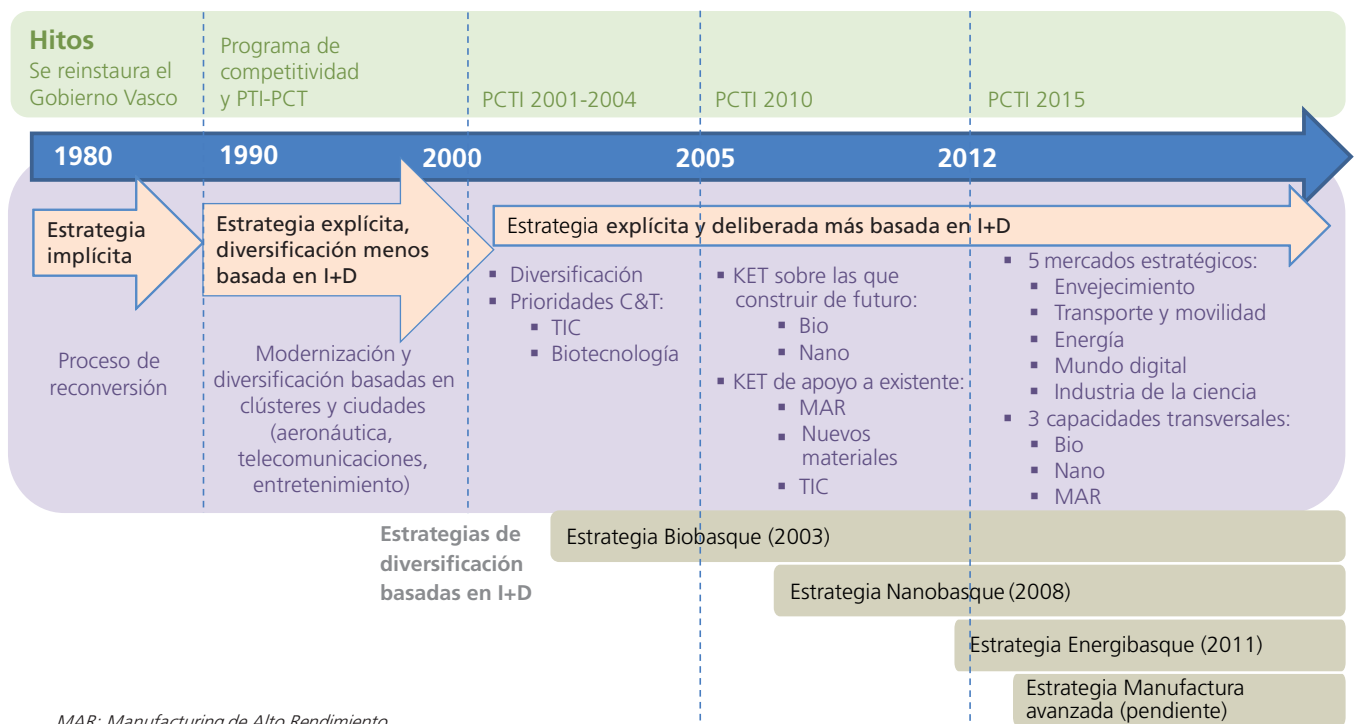 Hitos
Se reinstaura el
Gobierno Vasco
Programa de
competitividad
y PTI-PCT
PCTI 2001-2004
PCTI 2010
PCTI 2015
1980
1990
2000
2005
2012
Estrategia
implícita
Estrategia explícita,
diversificación menos
basada en I+D
Estrategia explícita y deliberada más basada en I+D
Proceso de
reconversión
Modernización y
diversificación basadas en
clústeres y ciudades
(aeronáutica,
telecomunicaciones,
entretenimiento)
▪ Diversificación
▪ Prioridades C&T:
▪ TIC
▪ Biotecnología
▪ KET sobre las que
construir de futuro:
▪ Bio
▪ Nano
▪ KET de apoyo a existente:
▪ MAR
▪ Nuevos
materiales
▪ TIC
▪ 5 mercados estratégicos:
▪ Envejecimiento
▪ Transporte y movilidad
▪ Energía
▪ Mundo digital
▪ Industria de la ciencia
▪ 3 capacidades transversales:
▪ Bio
▪ Nano
▪ MAR
Estrategias de
diversificación
basadas en I+D
Estrategia Biobasque (2003)
Estrategia Nanobasque (2008)
Estrategia Energibasque (2011)
Estrategia Manufactura
avanzada (pendiente)
MAR: Manufacturing de Alto Rendimiento